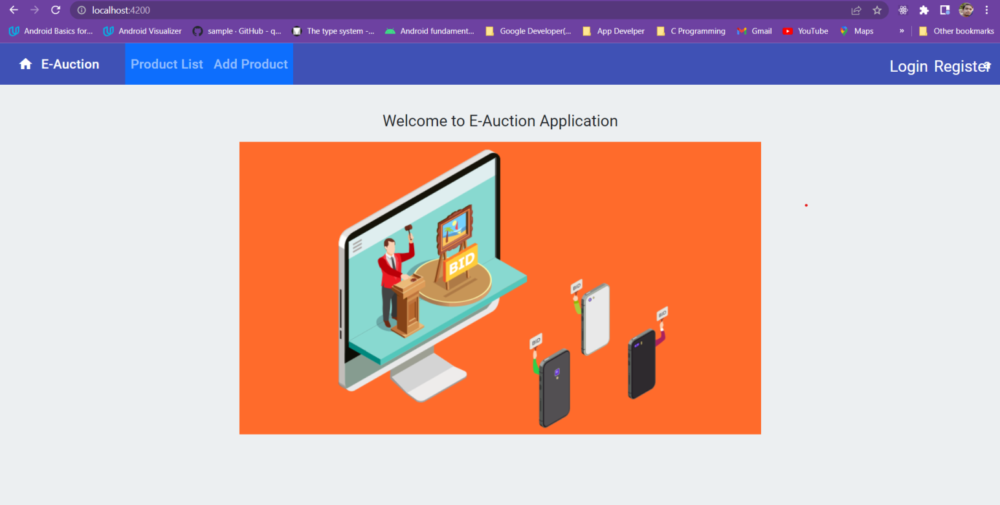 localhost:4200
Android Basics for... Android Visualizer sample · GitHub - q... The type system -... Android fundament... Google Developer(... App Develper C Programming Gmail YouTube Maps » Other bookmarks
E-Auction Product List Add Product Login Register
Welcome to E-Auction Application
BID
BID
BID
BID